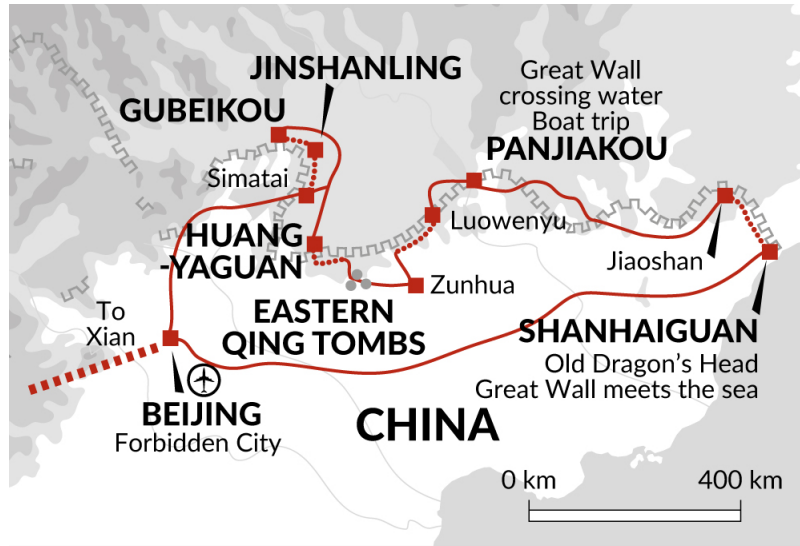 JINSHANLING
GUBEIKOU
Great Wall
crossing water
Boat trip
PANJIAKOU
Simatai
HUANG
-YAGUAN
Luowenyu
Jiaoshan
Zunhua
EASTERN
QING TOMBS
To
Xian
SHANHAIGUAN
Old Dragon's Head
Great Wall meets the sea
BEIJING
Forbidden City
CHINA
0 km
400 km